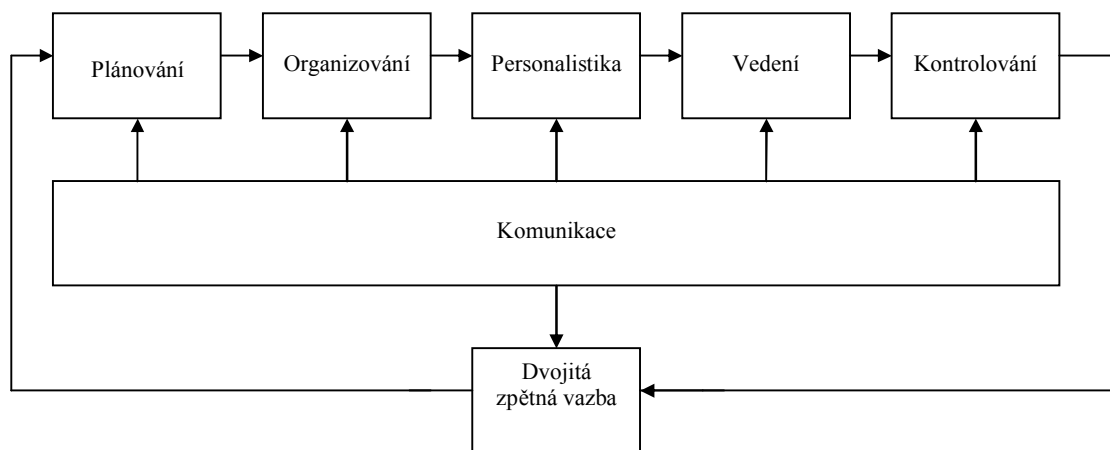 Plánování
Organizování
Personalistika
Vedení
Kontrolování
Komunikace
Dvojitá
zpětná vazba